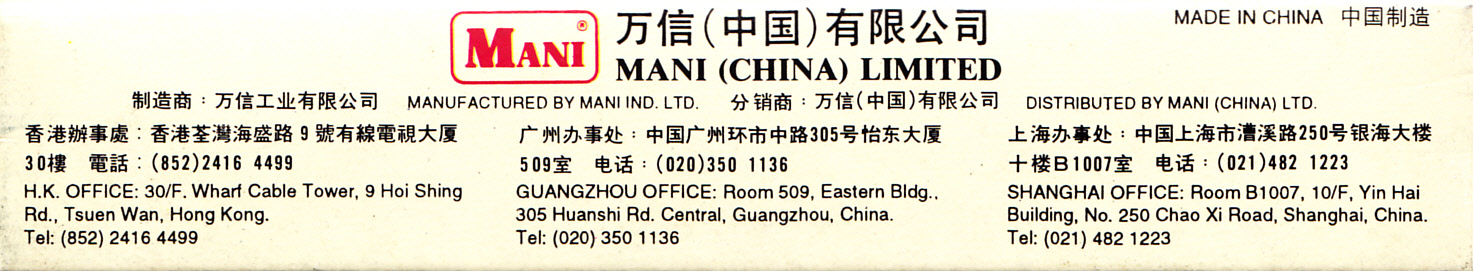 MANI®
万信(中国)有限公司
MANI (CHINA) LIMITED
MADE IN CHINA 中国制造
制造商：万信工业有限公司 MANUFACTURED BY MANI IND. LTD. 分销商：万信(中国)有限公司 DISTRIBUTED BY MANI (CHINA) LTD.
香港辦事處：香港荃灣海盛路 9 號有線電視大厦
30樓 電話：(852)2416 4499
H.K. OFFICE: 30/F. Wharf Cable Tower, 9 Hoi Shing
Rd., Tsuen Wan, Hong Kong.
Tel: (852) 2416 4499
广州办事处：中国广州环市中路305号怡东大厦
509室 电话：(020)350 1136
GUANGZHOU OFFICE: Room 509, Eastern Bldg.,
305 Huanshi Rd. Central, Guangzhou, China.
Tel: (020) 350 1136
上海办事处：中国上海市漕溪路250号银海大楼
十楼B1007室 电话：(021)482 1223
SHANGHAI OFFICE: Room B1007, 10/F, Yin Hai
Building, No. 250 Chao Xi Road, Shanghai, China.
Tel: (021) 482 1223